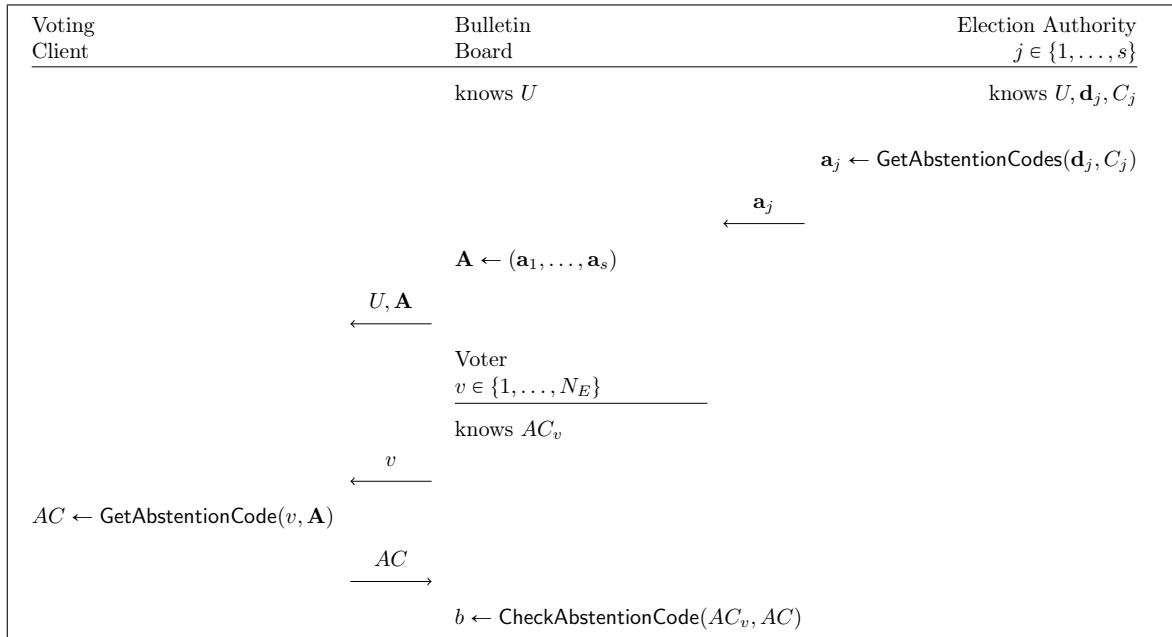 Voting Bulletin Election Authority
Client Board j ∈ {1, . . . , s}
knows U knows U, d_j, C_j
a_j ← GetAbstentionCodes(d_j, C_j)
a_j
A ← (a_1, . . . , a_s)
U, A
Voter
v ∈ {1, . . . , N_E}
knows AC_v
v
AC ← GetAbstentionCode(v, A)
AC
b ← CheckAbstentionCode(AC_v, AC)